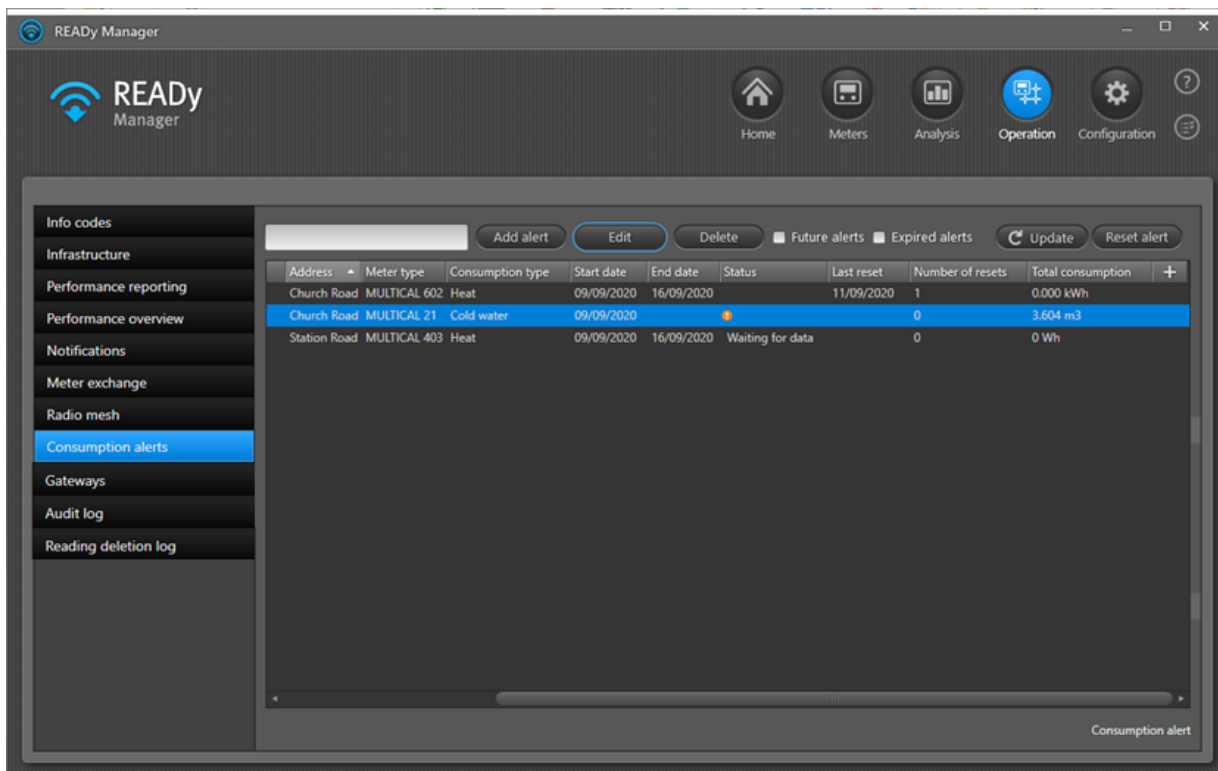 READy Manager
READy
Manager
?
Home Meters Analysis Operation Configuration
Info codes
Infrastructure
Performance reporting
Performance overview
Notifications
Meter exchange
Radio mesh
Consumption alerts
Gateways
Audit log
Reading deletion log
Add alert Edit Delete Future alerts Expired alerts Update Reset alert
Address Meter type Consumption type Start date End date Status Last reset Number of resets Total consumption +
Church Road MULTICAL 602 Heat 09/09/2020 16/09/2020 11/09/2020 1 0.000 kWh
Church Road MULTICAL 21 Cold water 09/09/2020 0 3.604 m3
Station Road MULTICAL 403 Heat 09/09/2020 16/09/2020 Waiting for data 0 0 Wh
Consumption alert